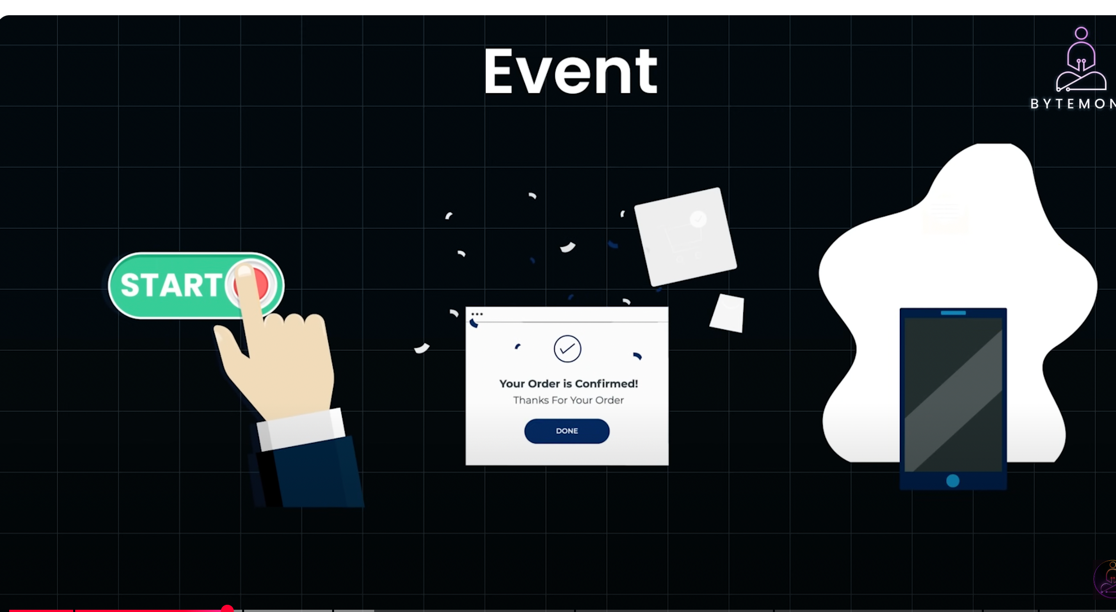 Event
BYTEMON
START
Your Order is Confirmed!
Thanks For Your Order
DONE